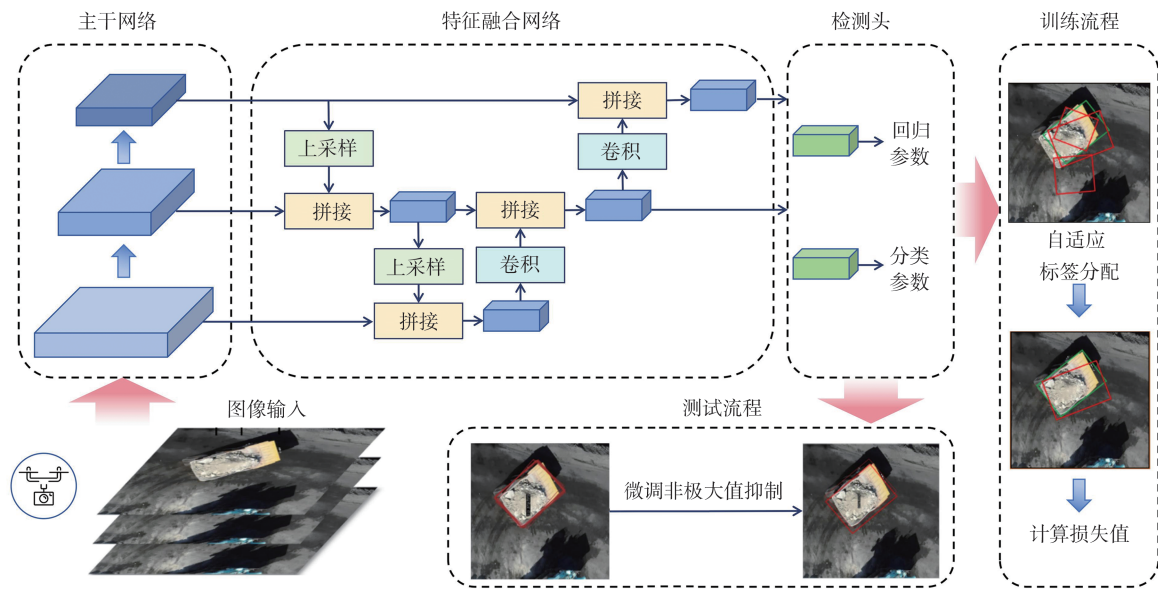 主干网络
特征融合网络
检测头
训练流程
拼接
上采样
卷积
拼接
拼接
上采样
卷积
拼接
回归
参数
分类
参数
自适应
标签分配
计算损失值
图像输入
测试流程
微调非极大值抑制